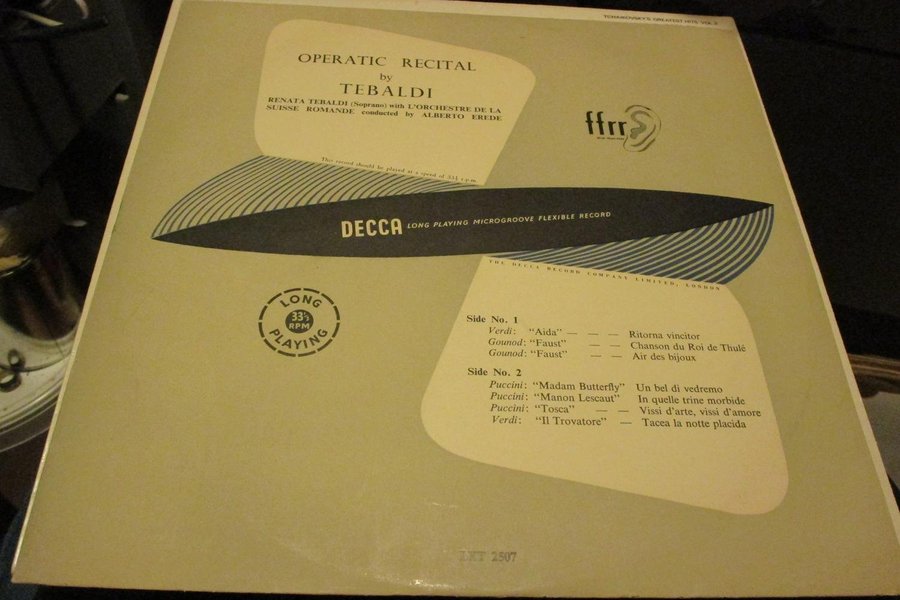 TCHAIKOVSKY'S GREATEST HITS VOL.2
OPERATIC RECITAL
by
TEBALDI
RENATA TEBALDI (Soprano) with L'ORCHESTRE DE LA
SUISSE ROMANDE conducted by ALBERTO EREDE
ffrr
This record should be played at a speed of 33⅓ r.p.m.
DECCA LONG PLAYING MICROGROOVE FLEXIBLE RECORD
THE DECCA RECORD COMPANY LIMITED, LONDON
LONG
33⅓
RPM
PLAYING
Side No. 1
Verdi: "Aida" — — — Ritorna vincitor
Gounod: "Faust" — — Chanson du Roi de Thulé
Gounod: "Faust" — — Air des bijoux
Side No. 2
Puccini: "Madam Butterfly" Un bel di vedremo
Puccini: "Manon Lescaut" In quelle trine morbide
Puccini: "Tosca" — — Vissi d'arte, vissi d'amore
Verdi: "Il Trovatore" — Tacea la notte placida
LXT 2507